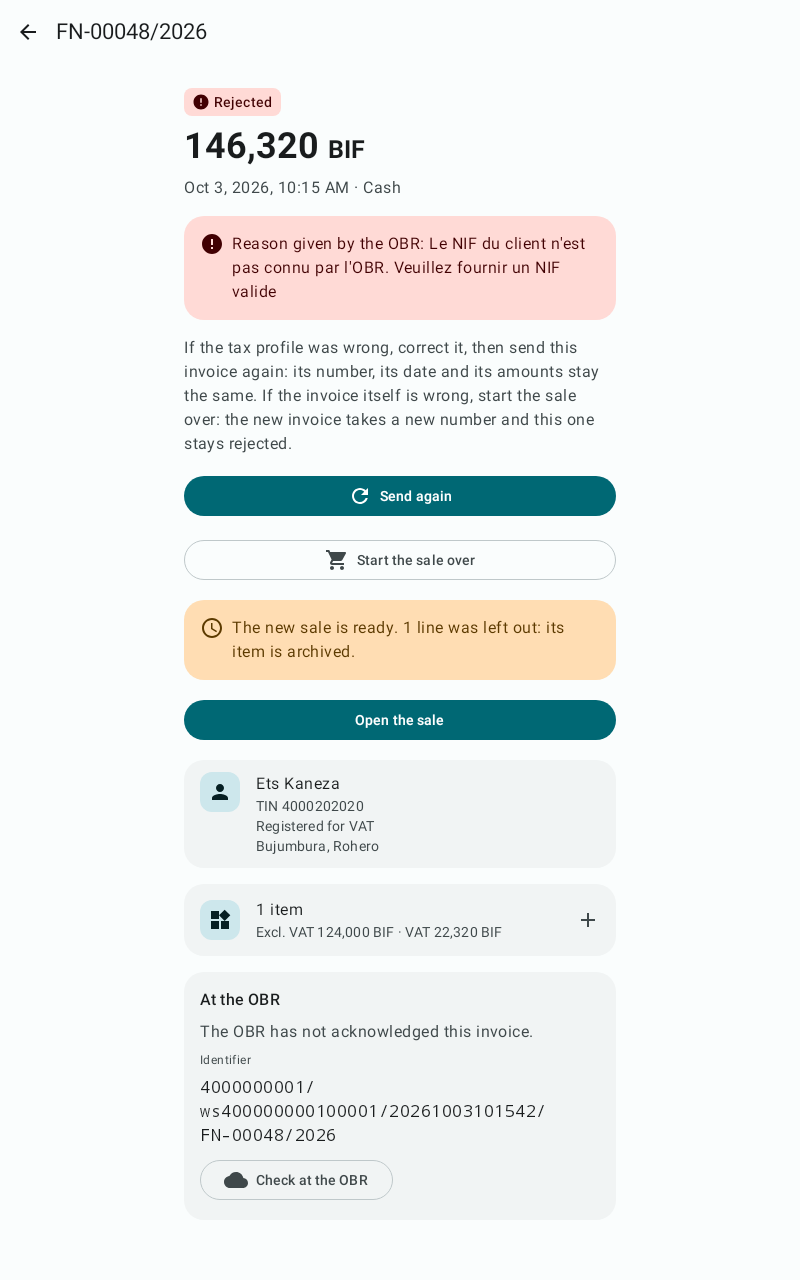 FN-00048/2026
Rejected
146,320 BIF
Oct 3, 2026, 10:15 AM · Cash
Reason given by the OBR: Le NIF du client n'est
pas connu par l'OBR. Veuillez fournir un NIF
valide
If the tax profile was wrong, correct it, then send this
invoice again: its number, its date and its amounts stay
the same. If the invoice itself is wrong, start the sale
over: the new invoice takes a new number and this one
stays rejected.
Send again
Start the sale over
The new sale is ready. 1 line was left out: its
item is archived.
Open the sale
Ets Kaneza
TIN 4000202020
Registered for VAT
Bujumbura, Rohero
1 item
Excl. VAT 124,000 BIF · VAT 22,320 BIF
At the OBR
The OBR has not acknowledged this invoice.
Identifier
4000000001/
ws400000000100001/20261003101542/
FN-00048/2026
Check at the OBR